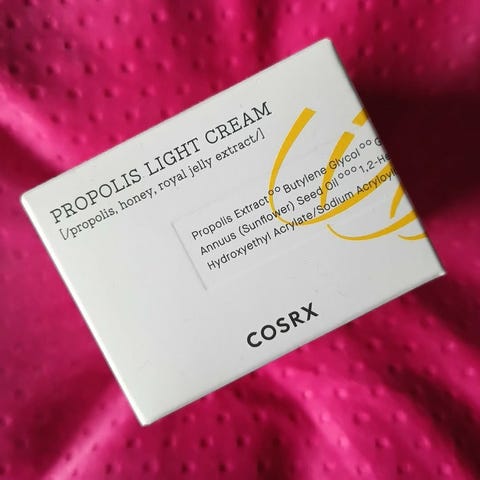 PROPOLIS LIGHT CREAM
[/propolis, honey, royal jelly extract/]
Propolis Extract°° Butylene Glycol°° G
Annuus (Sunflower) Seed Oil°°° 1,2-He
Hydroxyethyl Acrylate/Sodium Acryloyl
COSRX